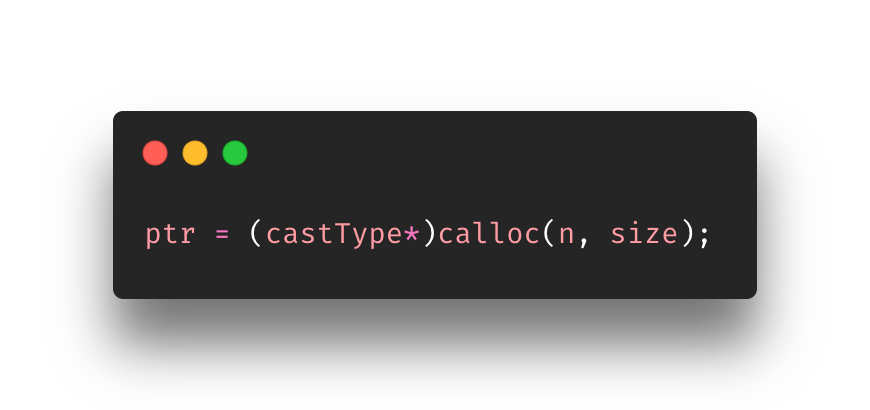 ptr = (castType*)calloc(n, size);